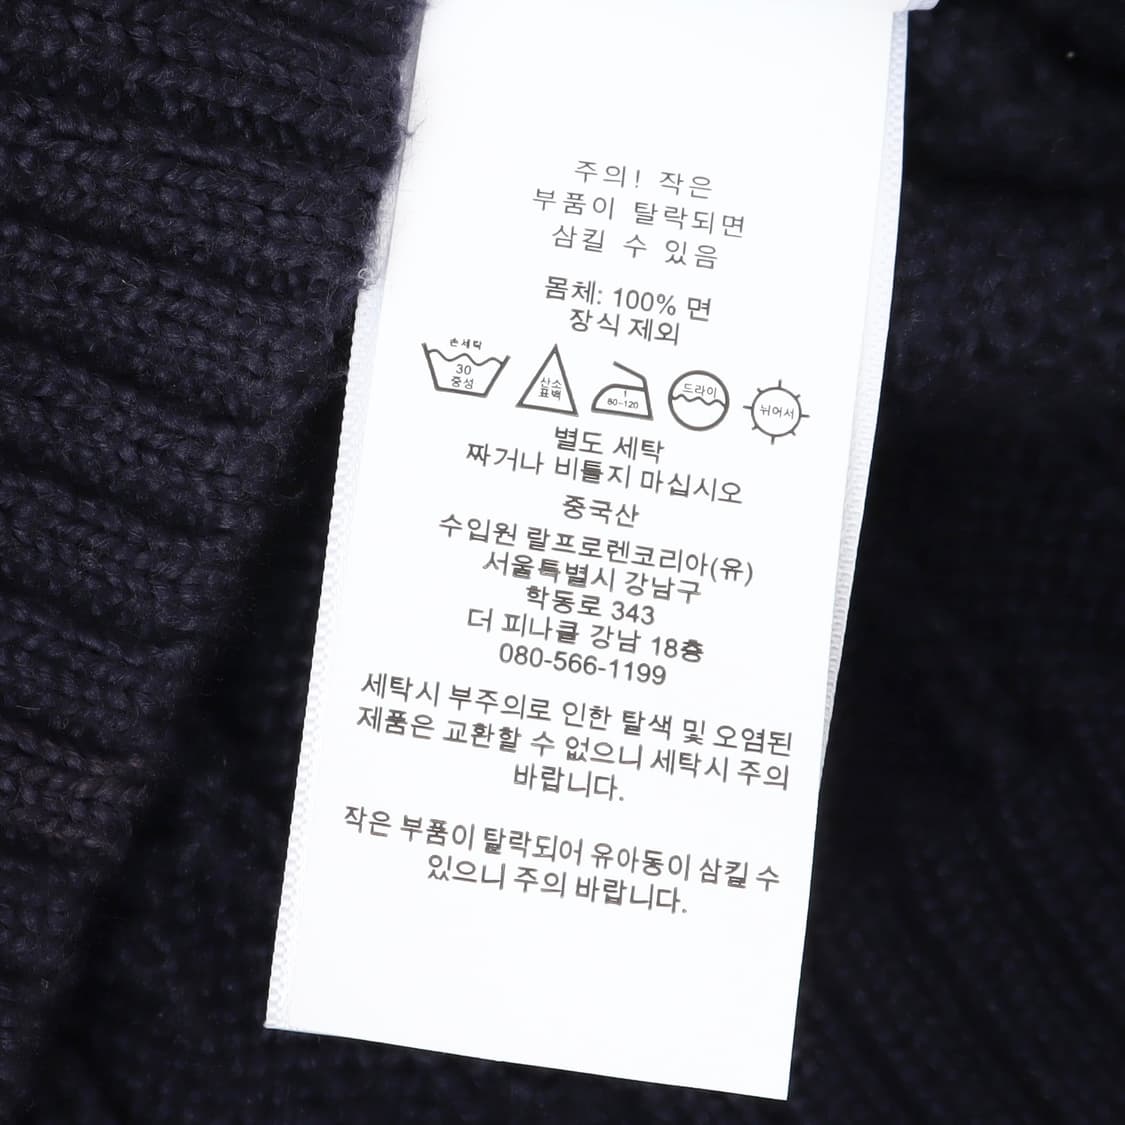 주의! 작은
부품이 탈락되면
삼킬 수 있음
몸체: 100% 면
장식 제외
손세탁
30
중성
산소
표백
!
80-120
드라이
뉘어서
별도 세탁
짜거나 비틀지 마십시오
중국산
수입원 랄프로렌코리아(유)
서울특별시 강남구
학동로 343
더 피나클 강남 18층
080-566-1199
세탁시 부주의로 인한 탈색 및 오염된
제품은 교환할 수 없으니 세탁시 주의
바랍니다.
작은 부품이 탈락되어 유아동이 삼킬 수
있으니 주의 바랍니다.